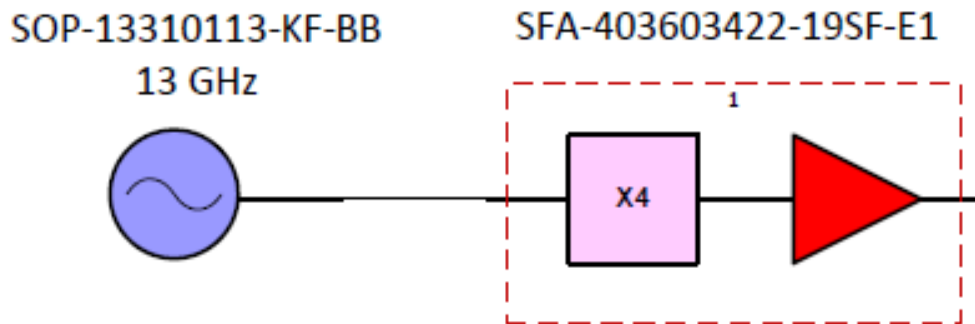 SOP-13310113-KF-BB
13 GHz
SFA-403603422-19SF-E1
1
X4